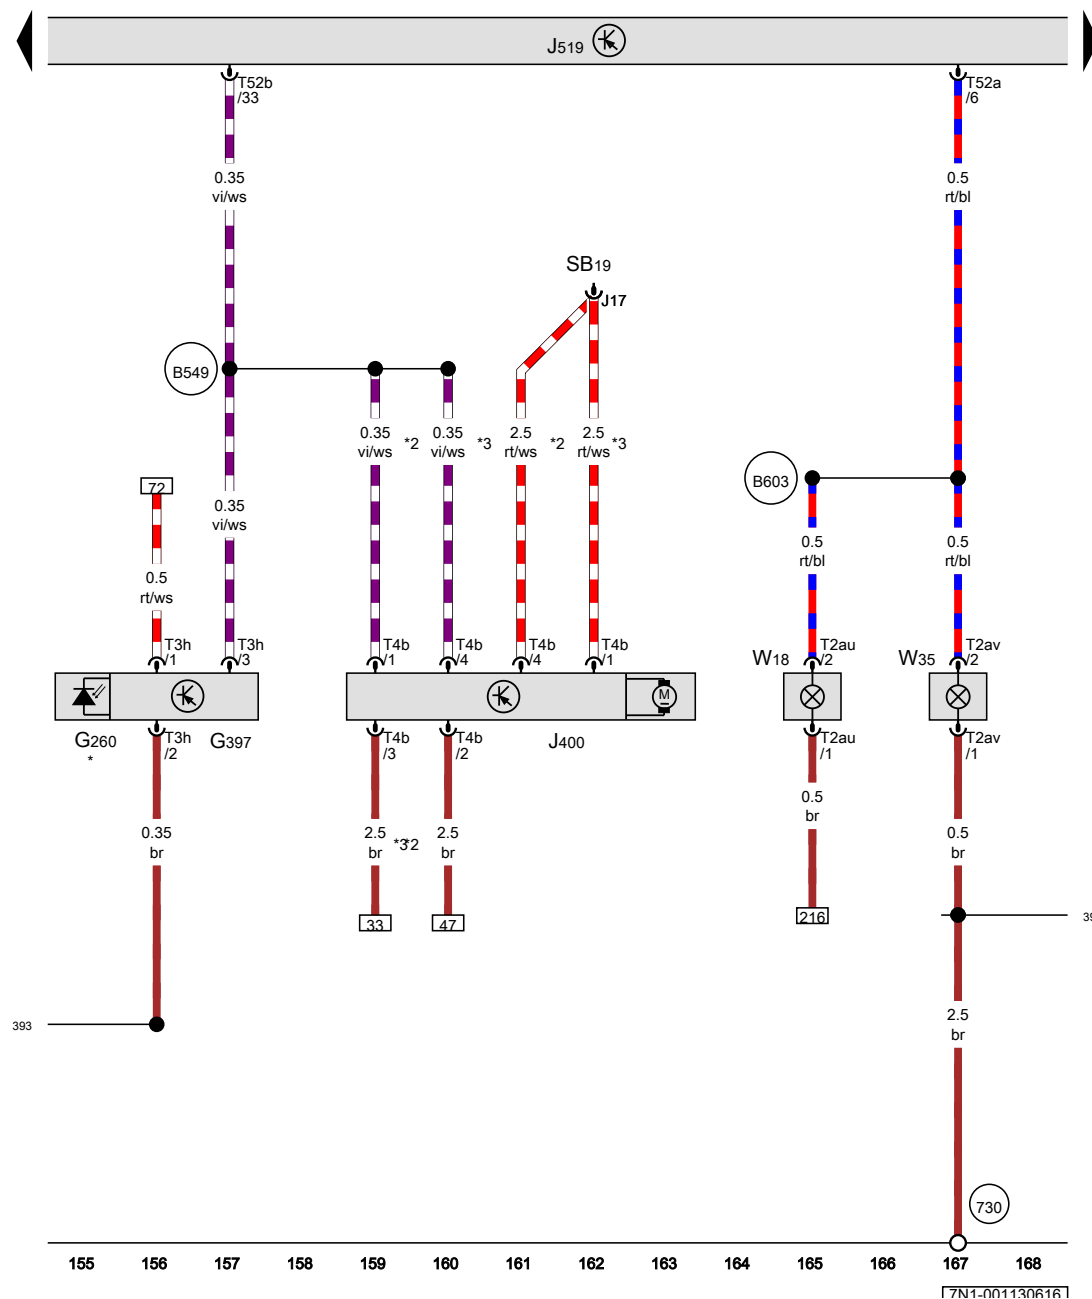 J519
T52b
/33
T52a
/6
0.35
vi/ws
0.5
rt/bl
SB19
J17
B549
0.35
vi/ws
*2
0.35
vi/ws
*3
2.5
rt/ws
*2
2.5
rt/ws
*3
B603
72
0.35
vi/ws
0.5
rt/bl
0.5
rt/bl
0.5
rt/ws
T3h
/1
T3h
/3
T4b
/1
T4b
/4
T4b
/4
T4b
/1
W18
T2au
/2
W35
T2av
/2
M
G260
*
T3h
/2
G397
T4b
/3
T4b
/2
J400
T2au
/1
T2av
/1
0.35
br
2.5
br
*3*2
2.5
br
0.5
br
0.5
br
33
47
216
39
393
2.5
br
730
155 156 157 158 159 160 161 162 163 164 165 166 167 168
7N1-001130616